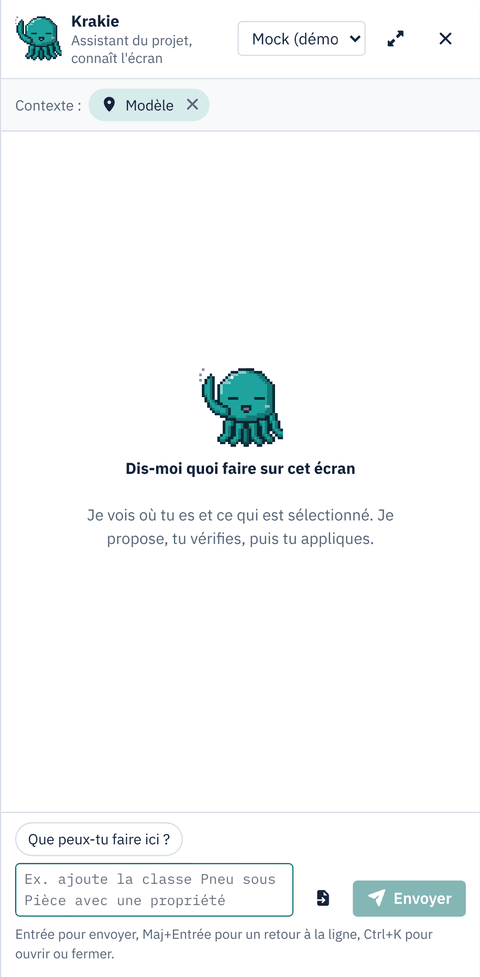 Krakie
Assistant du projet,
connaît l'écran
Mock (démo
Contexte :
Modèle
Dis-moi quoi faire sur cet écran
Je vois où tu es et ce qui est sélectionné. Je
propose, tu vérifies, puis tu appliques.
Que peux-tu faire ici ?
Ex. ajoute la classe Pneu sous
Pièce avec une propriété
Envoyer
Entrée pour envoyer, Maj+Entrée pour un retour à la ligne, Ctrl+K pour
ouvrir ou fermer.